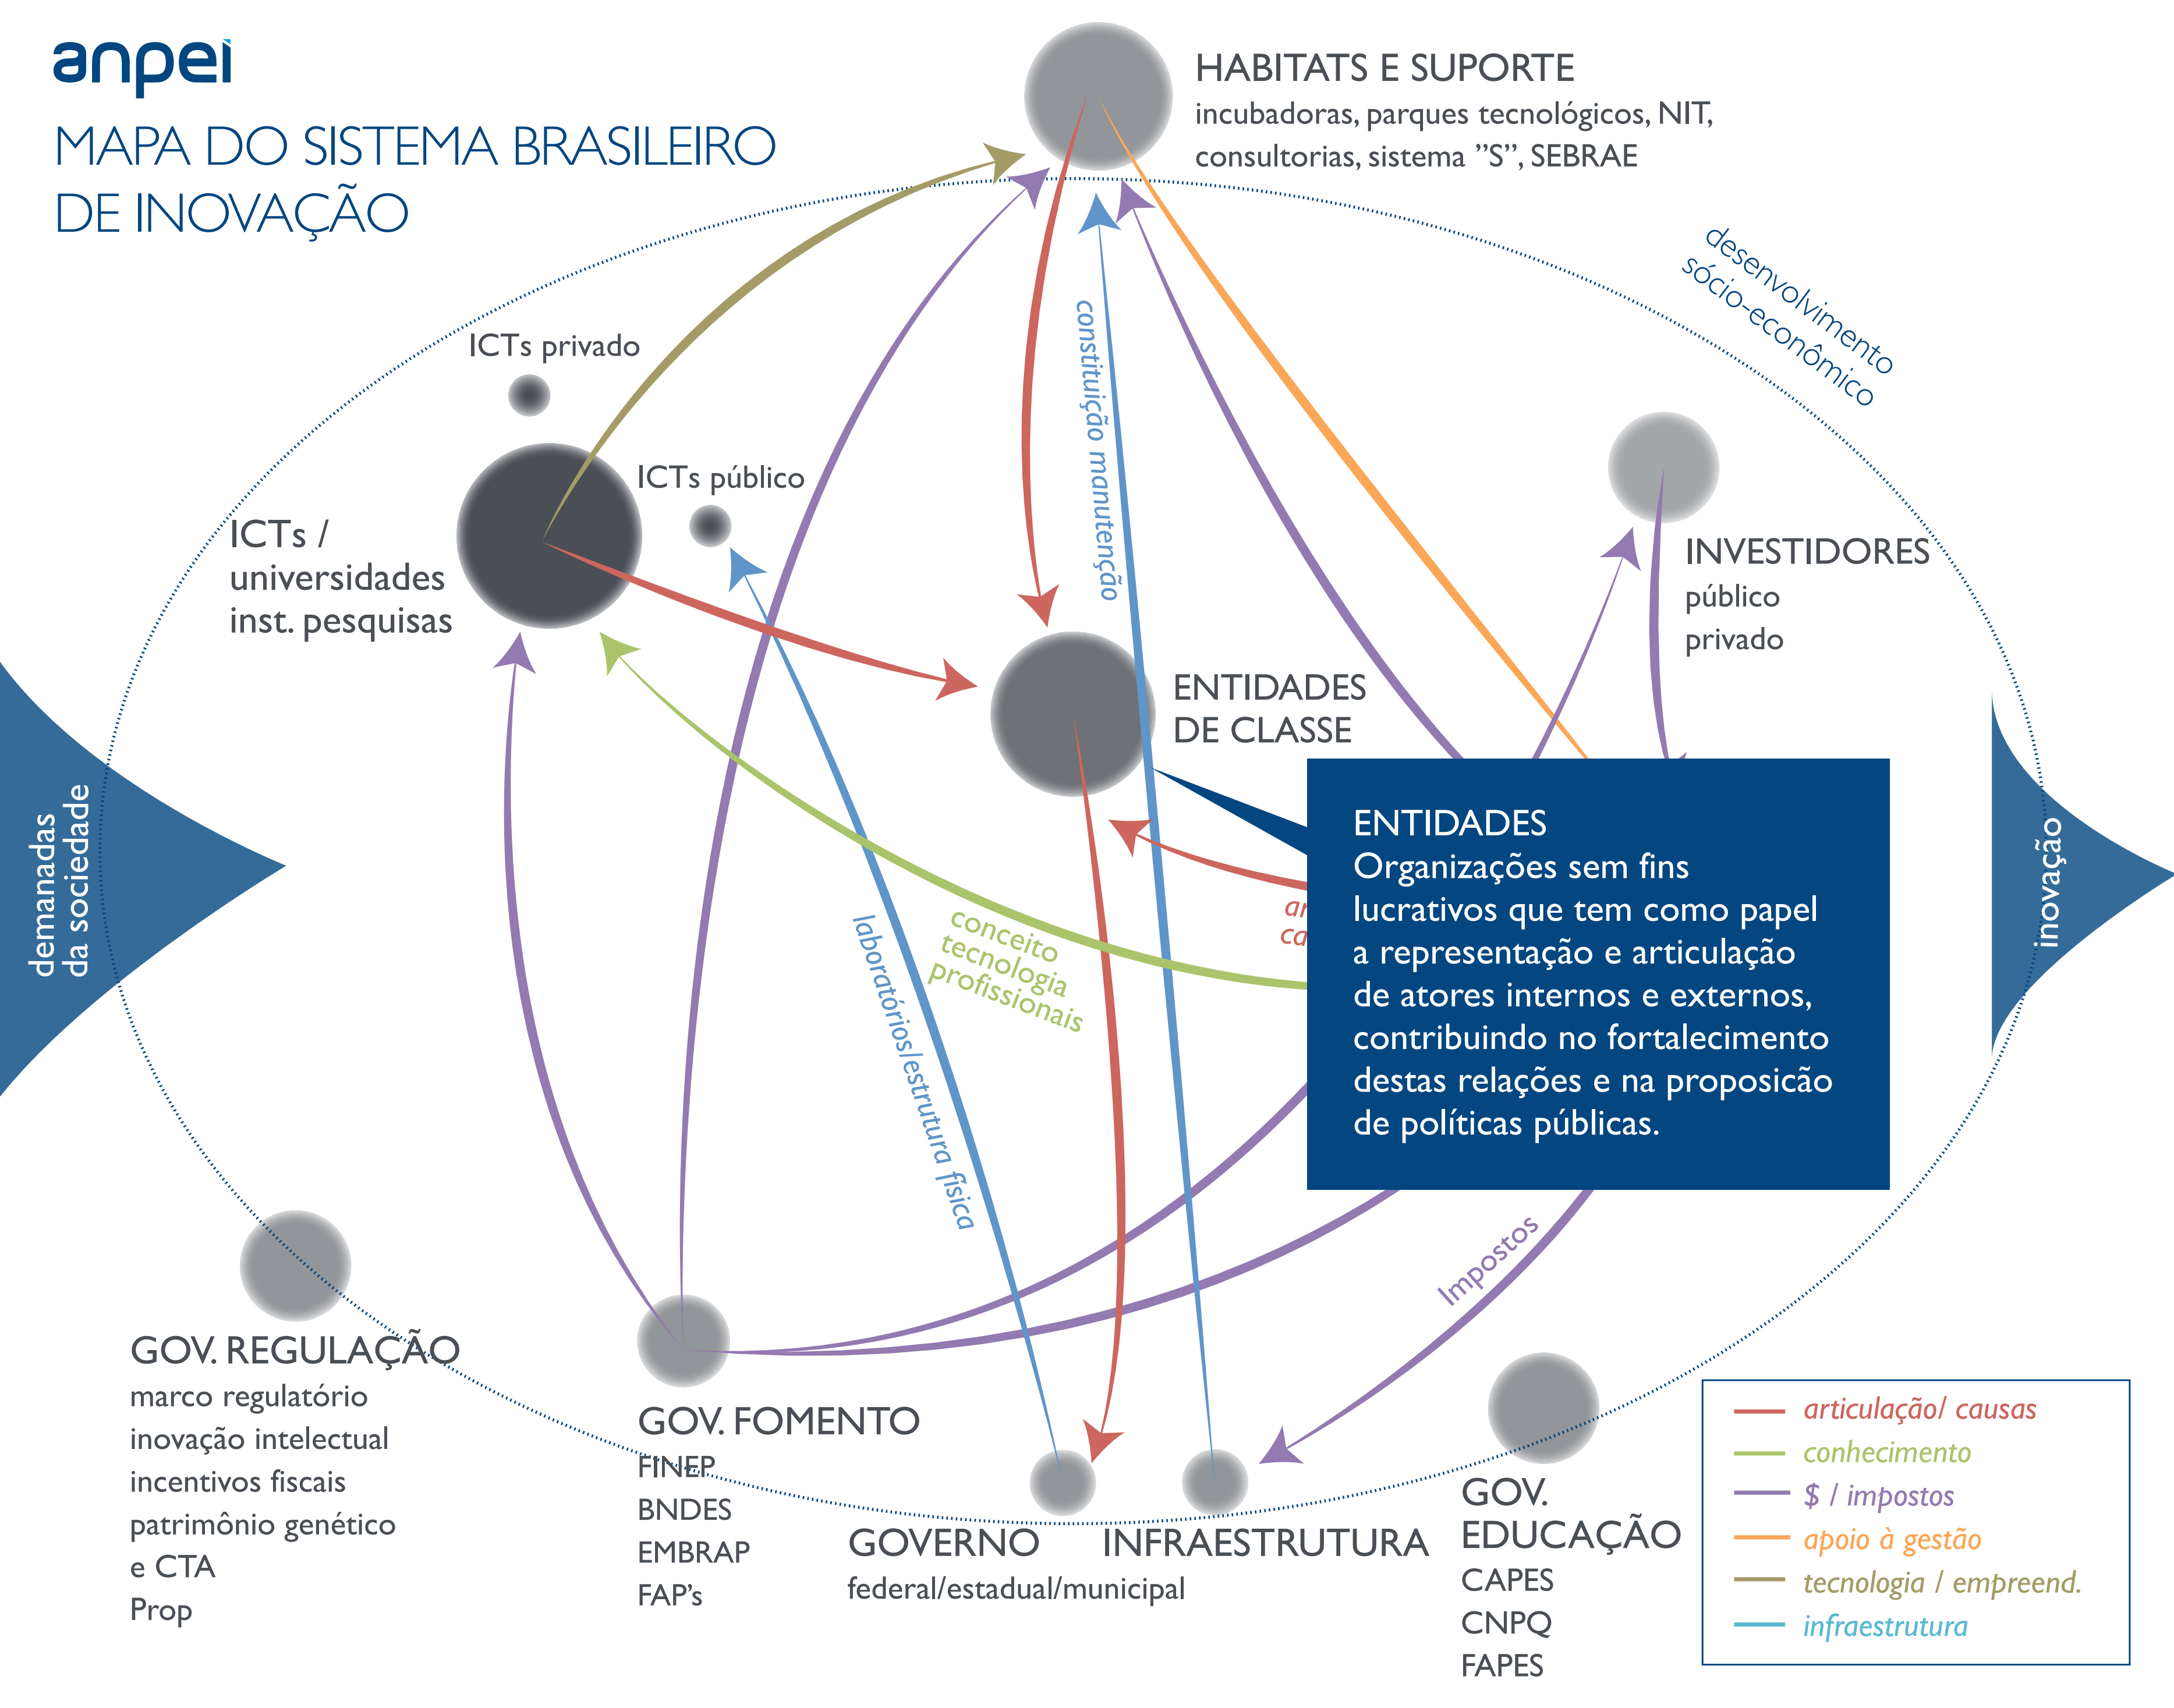 anpei
MAPA DO SISTEMA BRASILEIRO
DE INOVAÇÃO
HABITATS E SUPORTE
incubadoras, parques tecnológicos, NIT,
consultorias, sistema ”S”, SEBRAE
desenvolvimento
sócio-econômico
ICTs privado
ICTs público
ICTs /
universidades
inst. pesquisas
constituição manutenção
INVESTIDORES
público
privado
ENTIDADES
DE CLASSE
demanadas
da sociedade
ENTIDADES
Organizações sem fins
lucrativos que tem como papel
a representação e articulação
de atores internos e externos,
contribuindo no fortalecimento
destas relações e na proposicão
de políticas públicas.
inovação
ar
ca
conceito
tecnologia
profissionais
laboratórios/estrutura física
Impostos
GOV. REGULAÇÃO
marco regulatório
inovação intelectual
incentivos fiscais
patrimônio genético
e CTA
Prop
GOV. FOMENTO
FINEP
BNDES
EMBRAP
FAP’s
GOVERNO
federal/estadual/municipal
INFRAESTRUTURA
GOV.
EDUCAÇÃO
CAPES
CNPQ
FAPES
articulação/ causas
conhecimento
$ / impostos
apoio à gestão
tecnologia / empreend.
infraestrutura